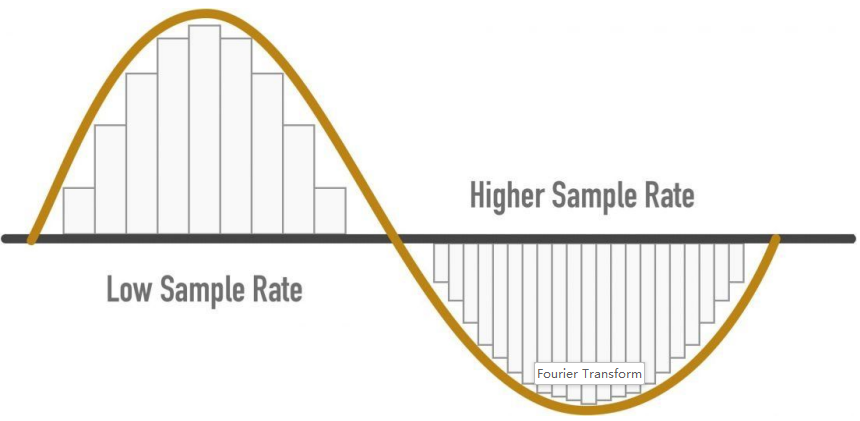 Higher Sample Rate
Low Sample Rate
Fourier Transform